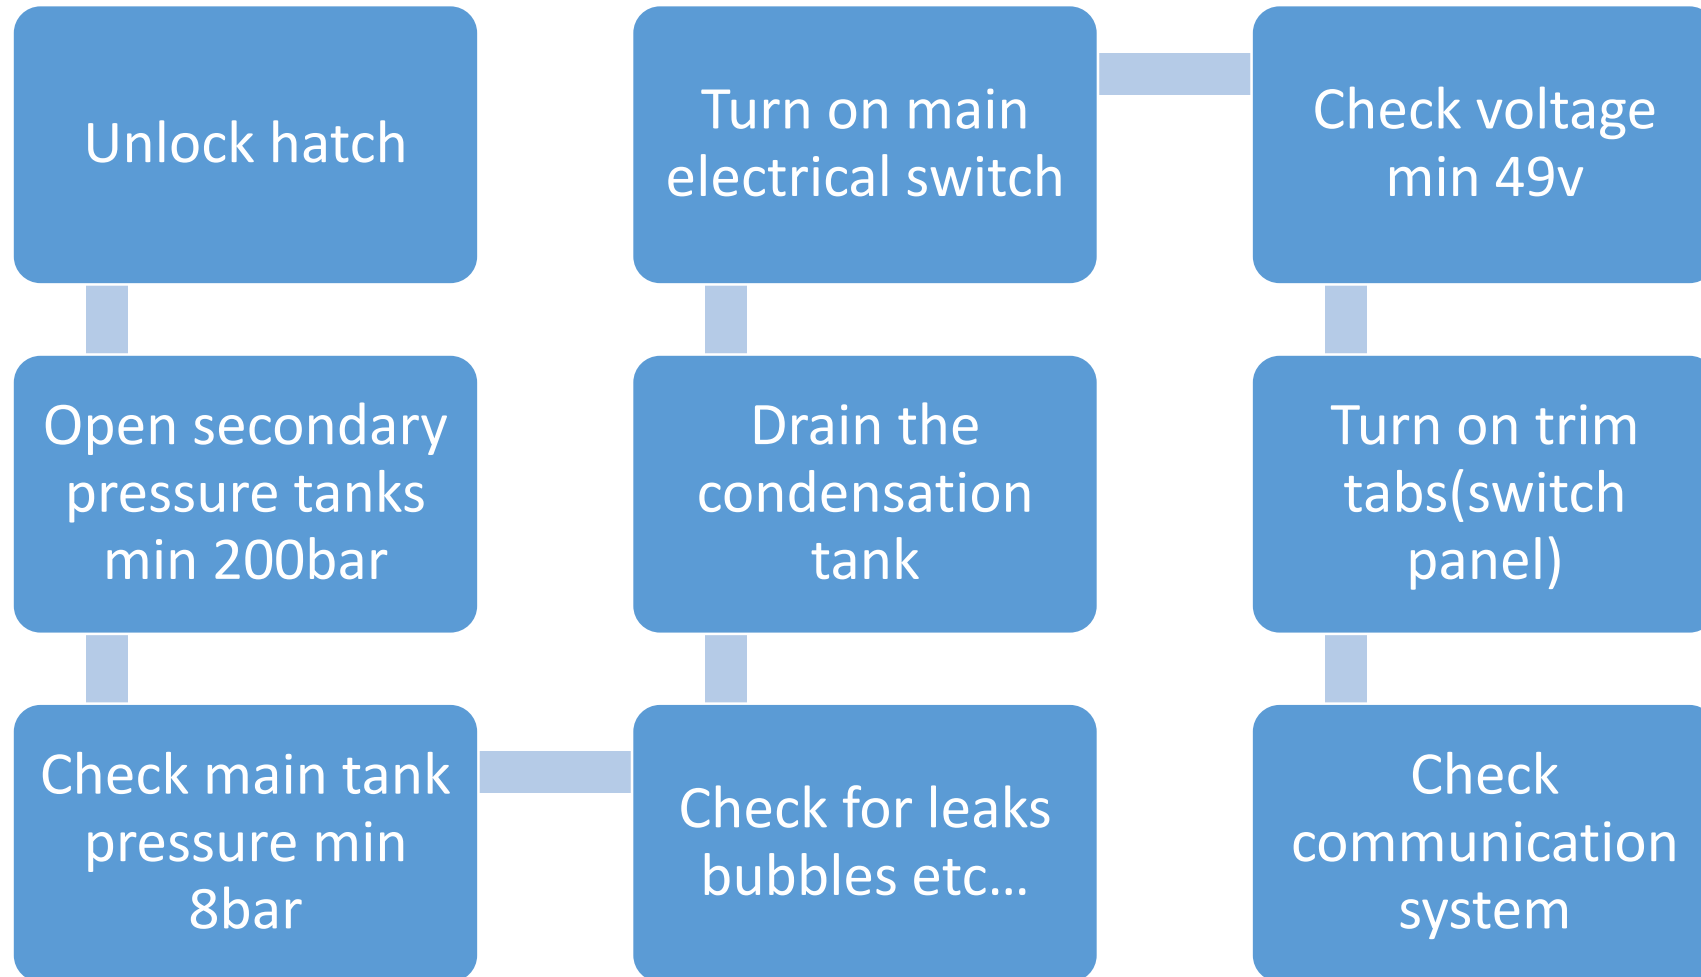 Unlock hatch
Open secondary
pressure tanks
min 200bar
Check main tank
pressure min
8bar
Check for leaks
bubbles etc...
Drain the
condensation
tank
Turn on main
electrical switch
Check voltage
min 49v
Turn on trim
tabs(switch
panel)
Check
communication
system